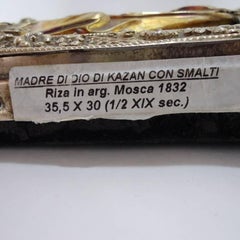 MADRE DI DIO DI KAZAN CON SMALTI
Riza in arg. Mosca 1832
35,5 X 30 (1/2 XIX sec.)